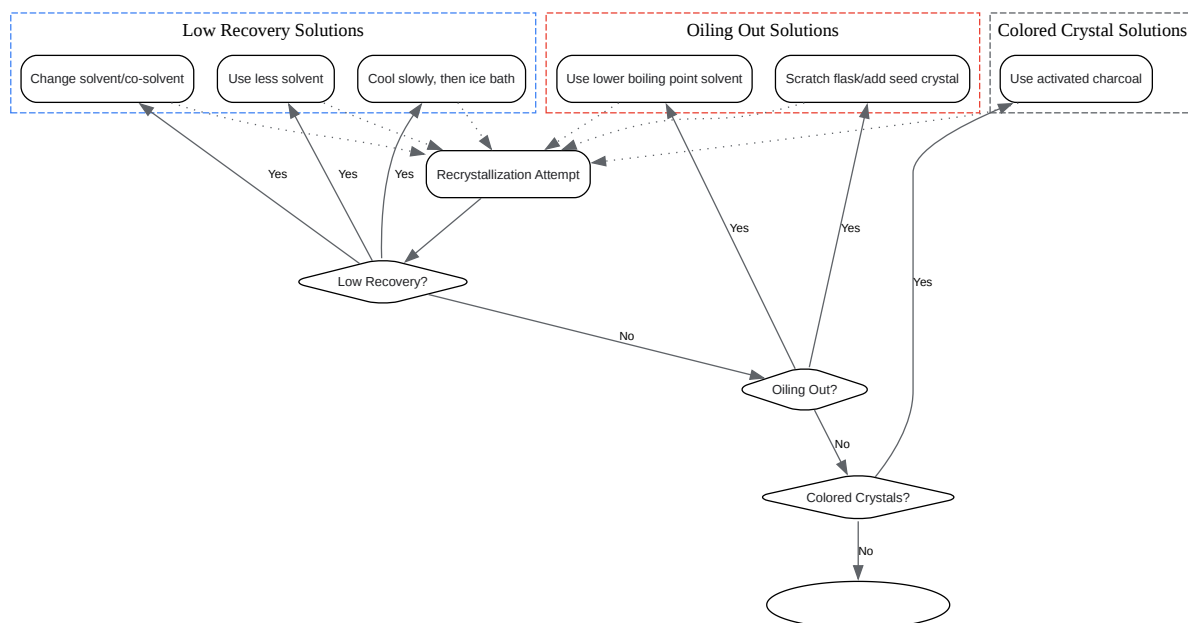 Low Recovery Solutions
Oiling Out Solutions
Colored Crystal Solutions
Change solvent/co-solvent
Use less solvent
Cool slowly, then ice bath
Use lower boiling point solvent
Scratch flask/add seed crystal
Use activated charcoal
Recrystallization Attempt
Yes
Yes
Yes
Yes
Yes
Yes
Low Recovery?
No
Oiling Out?
No
Colored Crystals?
No